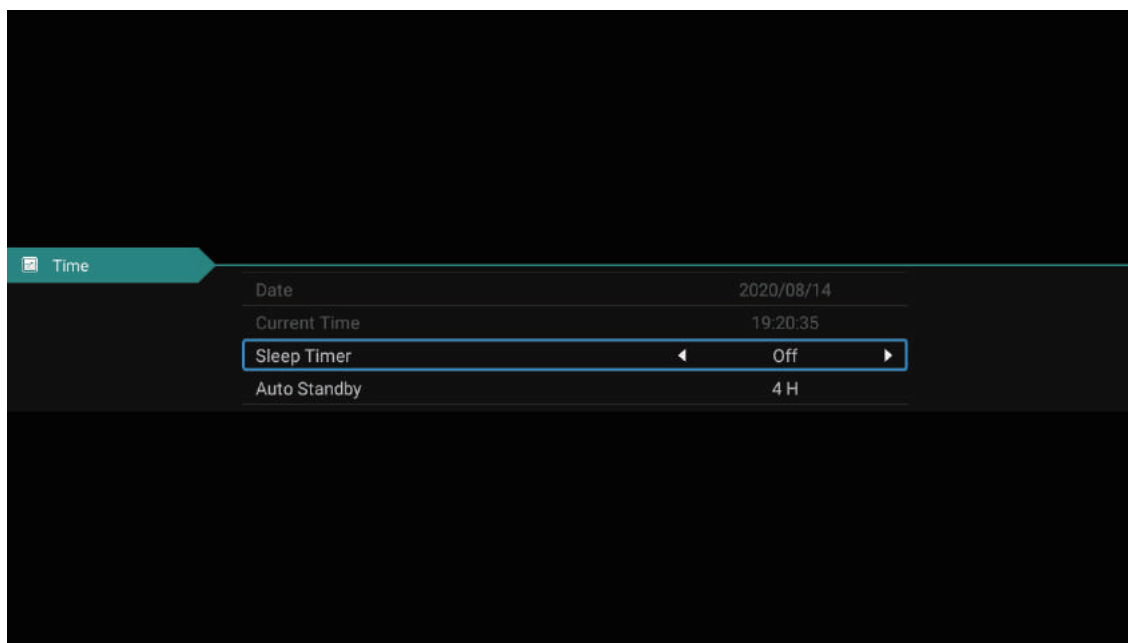 Time
Date 2020/08/14
Current Time 19:20:35
Sleep Timer Off
Auto Standby 4 H